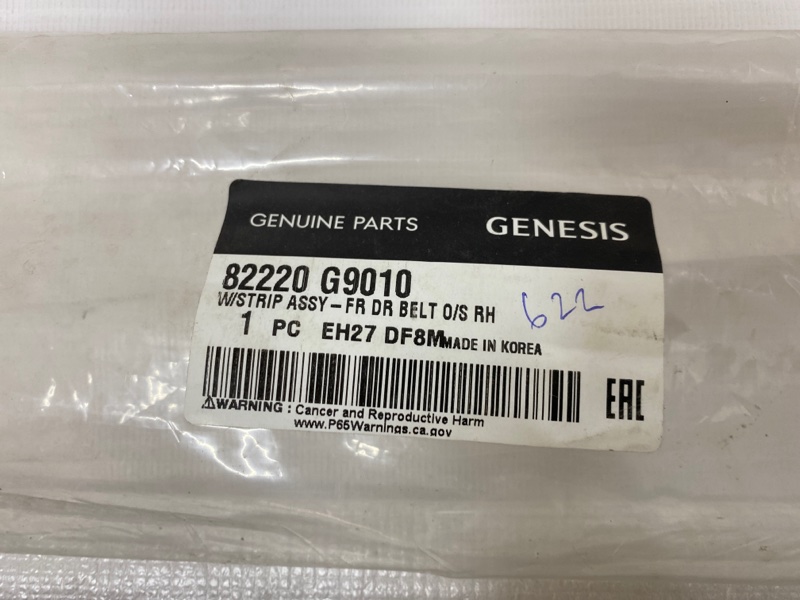 GENUINE PARTS GENESIS
82220 G9010
W/STRIP ASSY-FR DR BELT O/S RH
622
1 PC EH27 DF8M MADE IN KOREA
EAC
WARNING : Cancer and Reproductive Harm
www.P65Warnings.ca.gov